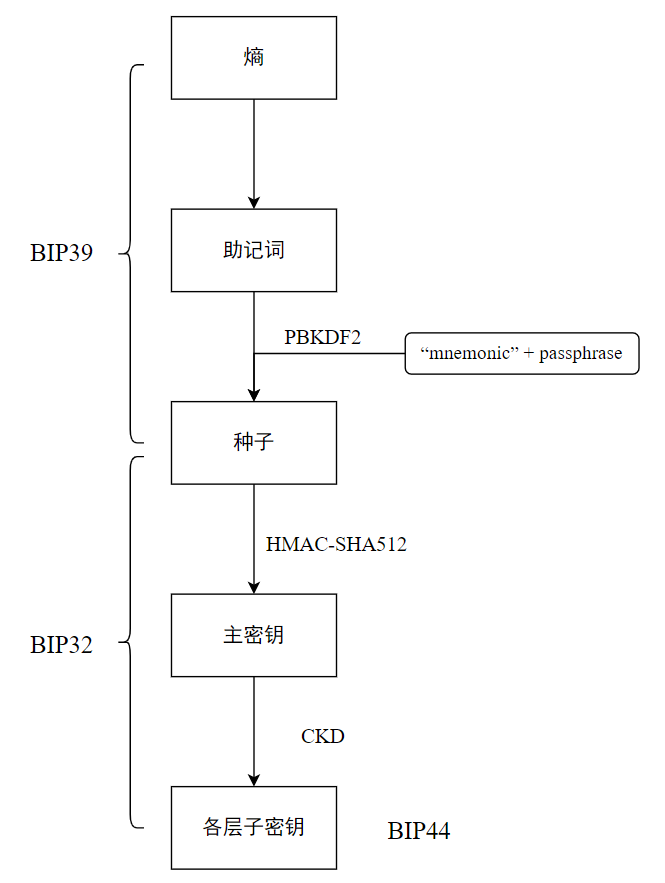 熵
BIP39
助记词
PBKDF2
“mnemonic” + passphrase
种子
HMAC-SHA512
BIP32
主密钥
CKD
各层子密钥
BIP44